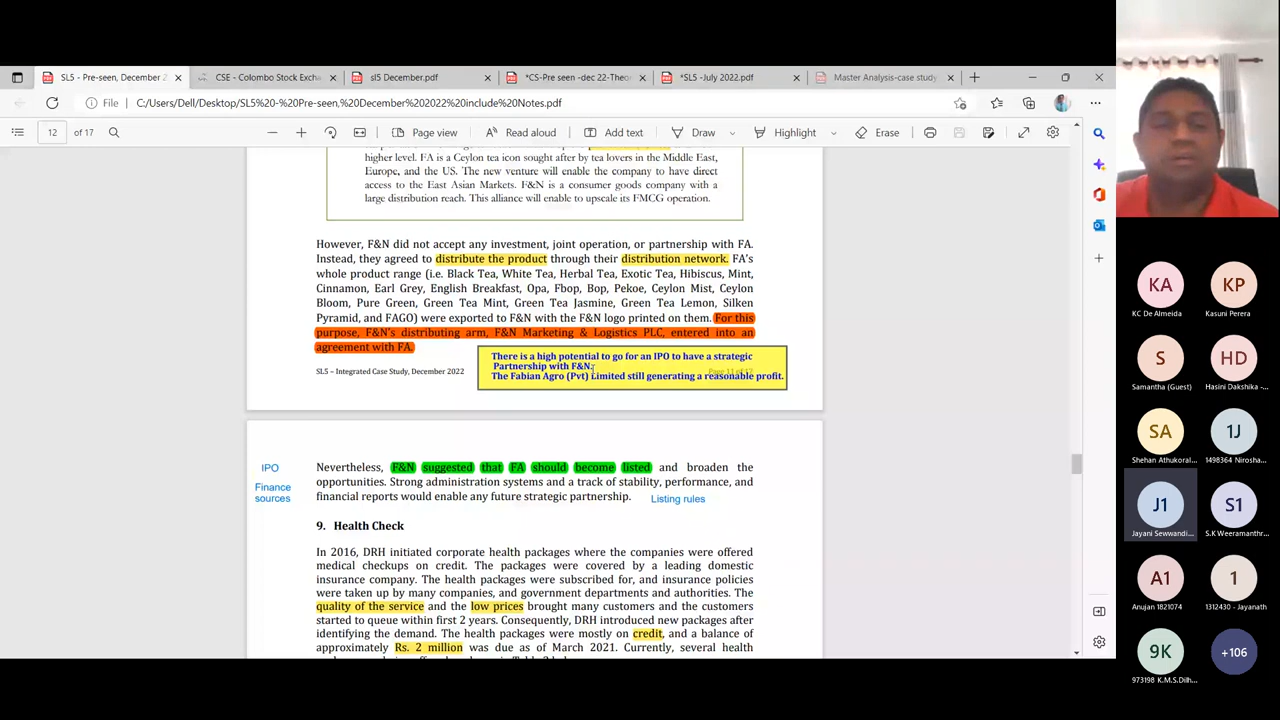 SL5 - Pre-seen, December 2
CSE - Colombo Stock Exch
sl5 December.pdf
*CS-Pre seen -dec 22-Theo
*SL5 -July 2022.pdf
Master Analysis-case study
File
C:/Users/Dell/Desktop/SL5%20-%20Pre-seen,%20December%202022%20include%20Notes.pdf
12 of 17
Page view
Read aloud
Add text
Draw
Highlight
Erase
higher level. FA is a Ceylon tea icon sought after by tea lovers in the Middle East,
Europe, and the US. The new venture will enable the company to have direct
access to the East Asian Markets. F&N is a consumer goods company with a
large distribution reach. This alliance will enable to upscale its FMCG operation.
However, F&N did not accept any investment, joint operation, or partnership with FA.
Instead, they agreed to distribute the product through their distribution network. FA's
whole product range (i.e. Black Tea, White Tea, Herbal Tea, Exotic Tea, Hibiscus, Mint,
Cinnamon, Earl Grey, English Breakfast, Opa, Fbop, Bop, Pekoe, Ceylon Mist, Ceylon
Bloom, Pure Green, Green Tea Mint, Green Tea Jasmine, Green Tea Lemon, Silken
Pyramid, and FAGO) were exported to F&N with the F&N logo printed on them. For this
purpose, F&N's distributing arm, F&N Marketing & Logistics PLC, entered into an
agreement with FA.
There is a high potential to go for an IPO to have a strategic
Partnership with F&N.
The Fabian Agro (Pvt) Limited still generating a reasonable profit.
SL5 – Integrated Case Study, December 2022
Page 11 of 17
IPO
Finance
sources
Nevertheless, F&N suggested that FA should become listed and broaden the
opportunities. Strong administration systems and a track of stability, performance, and
financial reports would enable any future strategic partnership.
Listing rules
9. Health Check
In 2016, DRH initiated corporate health packages where the companies were offered
medical checkups on credit. The packages were covered by a leading domestic
insurance company. The health packages were subscribed for, and insurance policies
were taken up by many companies, and government departments and authorities. The
quality of the service and the low prices brought many customers and the customers
started to queue within first 2 years. Consequently, DRH introduced new packages after
identifying the demand. The health packages were mostly on credit, and a balance of
approximately Rs. 2 million was due as of March 2021. Currently, several health
KA
KC De Almeida
KP
Kasuni Perera
S
Samantha (Guest)
HD
Hasini Dakshika -...
SA
Shehan Athukoral...
1J
1498364 Nirosha...
J1
Jayani Sewwandi...
S1
S.K Weeramanthr...
A1
Anujan 1821074
1
1312430 - Jayanath
9K
973198 K.M.S.Dilh...
+106